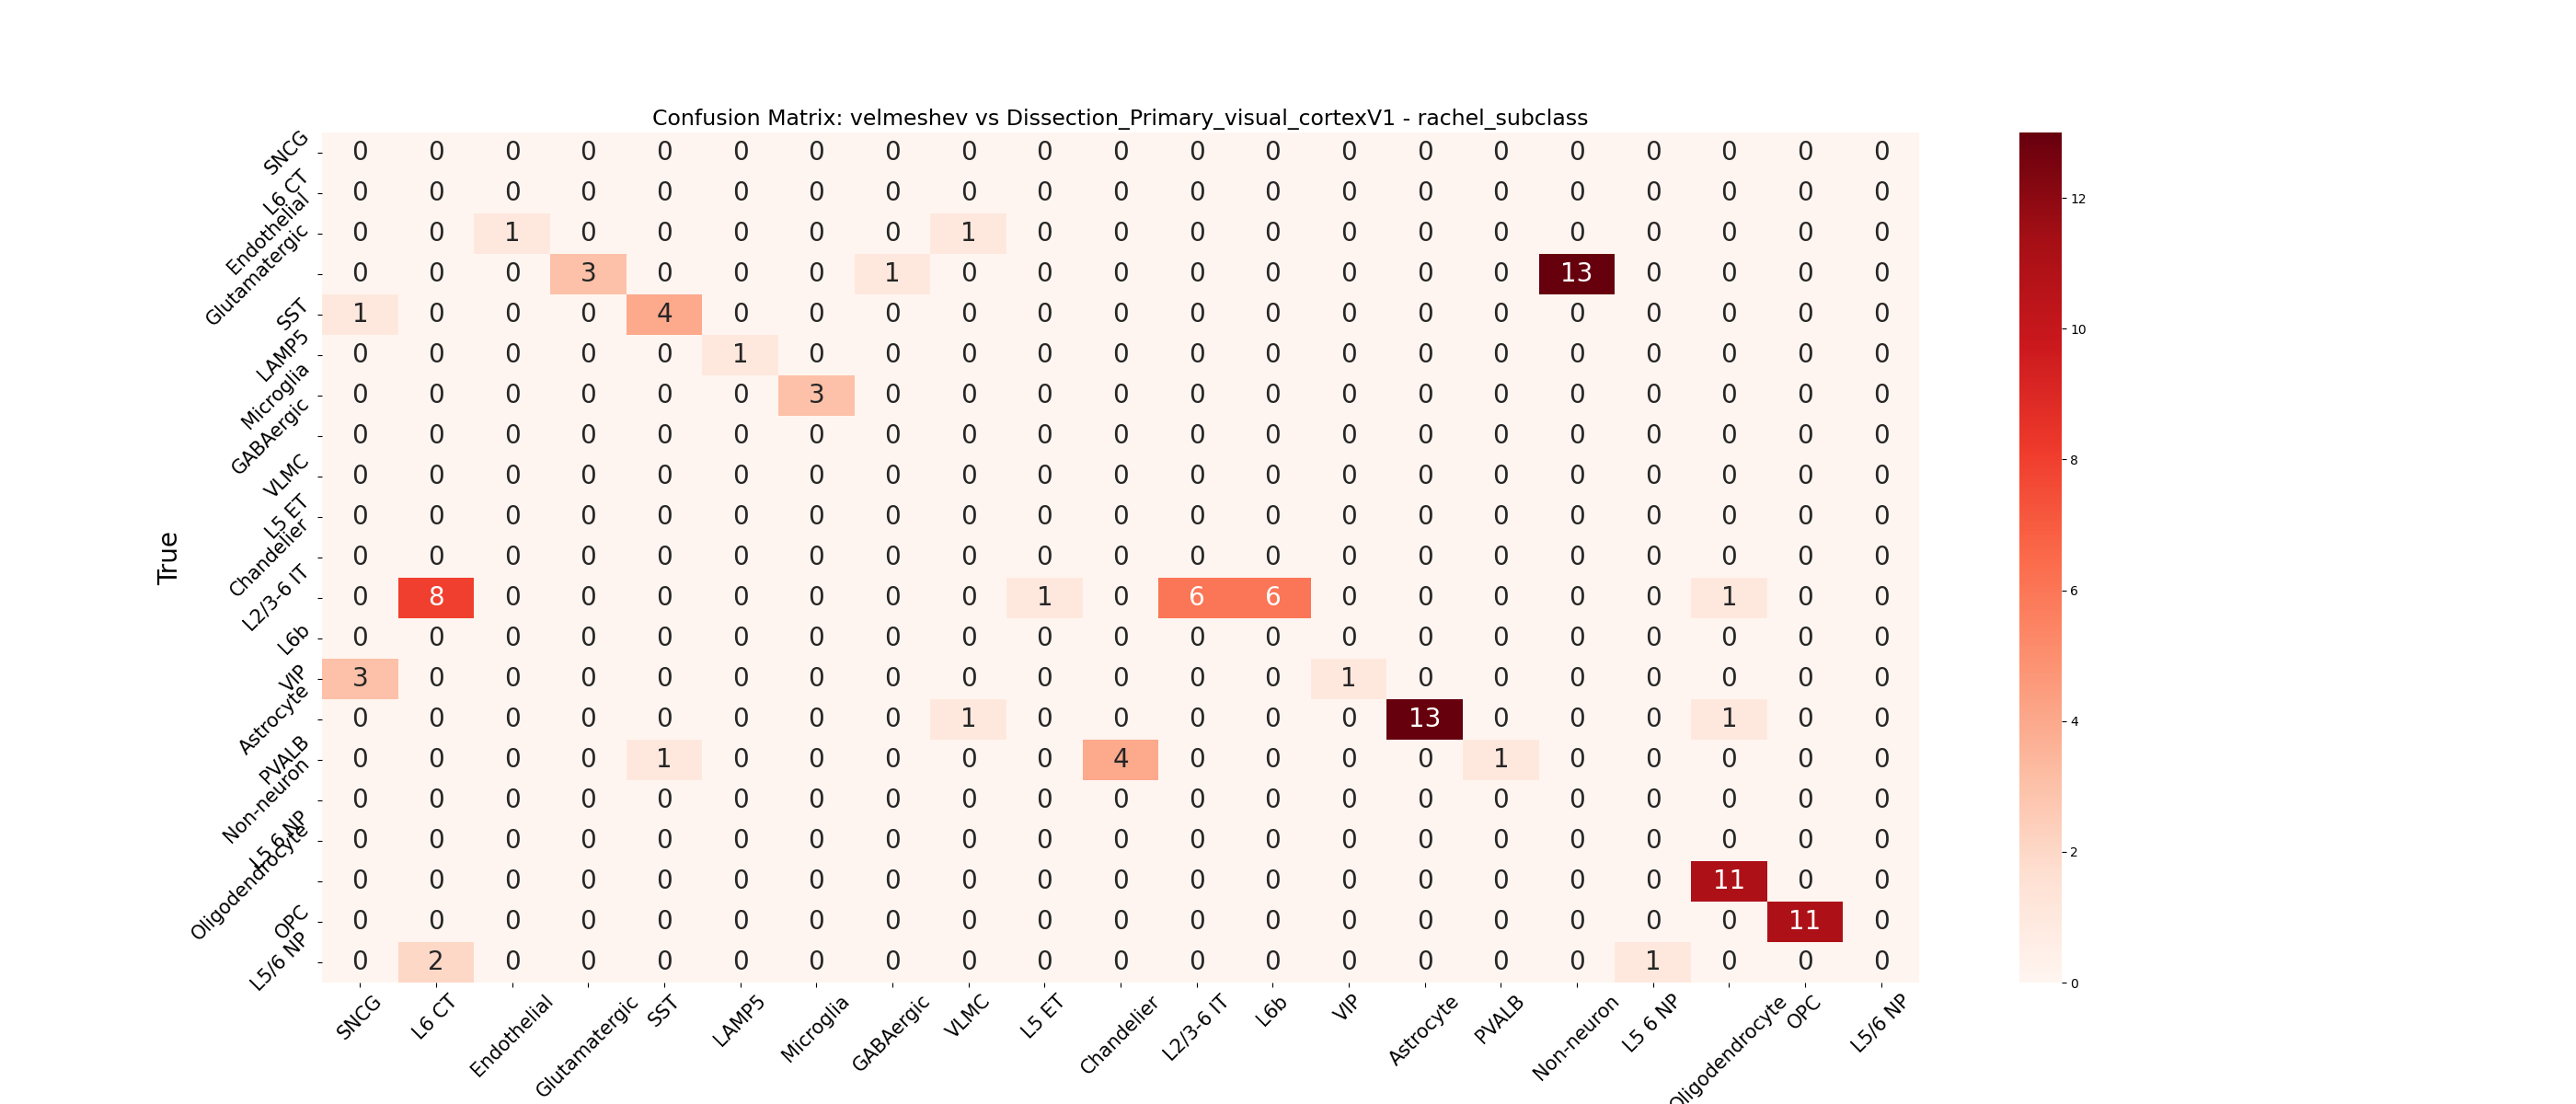 Confusion Matrix: velmeshev vs Dissection_Primary_visual_cortexV1 - rachel_subclass
True
SNCG 0 0 0 0 0 0 0 0 0 0 0 0 0 0 0 0 0 0 0 0 0
L6 CT 0 0 0 0 0 0 0 0 0 0 0 0 0 0 0 0 0 0 0 0 0
Endothelial 0 0 1 0 0 0 0 0 1 0 0 0 0 0 0 0 0 0 0 0 0
Glutamatergic 0 0 0 3 0 0 0 1 0 0 0 0 0 0 0 0 13 0 0 0 0
SST 1 0 0 0 4 0 0 0 0 0 0 0 0 0 0 0 0 0 0 0 0
LAMP5 0 0 0 0 0 1 0 0 0 0 0 0 0 0 0 0 0 0 0 0 0
Microglia 0 0 0 0 0 0 3 0 0 0 0 0 0 0 0 0 0 0 0 0 0
GABAergic 0 0 0 0 0 0 0 0 0 0 0 0 0 0 0 0 0 0 0 0 0
VLMC 0 0 0 0 0 0 0 0 0 0 0 0 0 0 0 0 0 0 0 0 0
L5 ET 0 0 0 0 0 0 0 0 0 0 0 0 0 0 0 0 0 0 0 0 0
Chandelier 0 0 0 0 0 0 0 0 0 0 0 0 0 0 0 0 0 0 0 0 0
L2/3-6 IT 0 8 0 0 0 0 0 0 0 1 0 6 6 0 0 0 0 0 1 0 0
L6b 0 0 0 0 0 0 0 0 0 0 0 0 0 0 0 0 0 0 0 0 0
VIP 3 0 0 0 0 0 0 0 0 0 0 0 0 1 0 0 0 0 0 0 0
Astrocyte 0 0 0 0 0 0 0 0 1 0 0 0 0 0 13 0 0 0 1 0 0
PVALB 0 0 0 0 1 0 0 0 0 0 4 0 0 0 0 1 0 0 0 0 0
Non-neuron 0 0 0 0 0 0 0 0 0 0 0 0 0 0 0 0 0 0 0 0 0
L5 6 NP 0 0 0 0 0 0 0 0 0 0 0 0 0 0 0 0 0 0 0 0 0
Oligodendrocyte 0 0 0 0 0 0 0 0 0 0 0 0 0 0 0 0 0 0 11 0 0
OPC 0 0 0 0 0 0 0 0 0 0 0 0 0 0 0 0 0 0 0 11 0
L5/6 NP 0 2 0 0 0 0 0 0 0 0 0 0 0 0 0 0 0 1 0 0 0
SNCG L6 CT Endothelial Glutamatergic SST LAMP5 Microglia GABAergic VLMC L5 ET Chandelier L2/3-6 IT L6b VIP Astrocyte PVALB Non-neuron L5 6 NP Oligodendrocyte OPC L5/6 NP
12
10
8
6
4
2
0